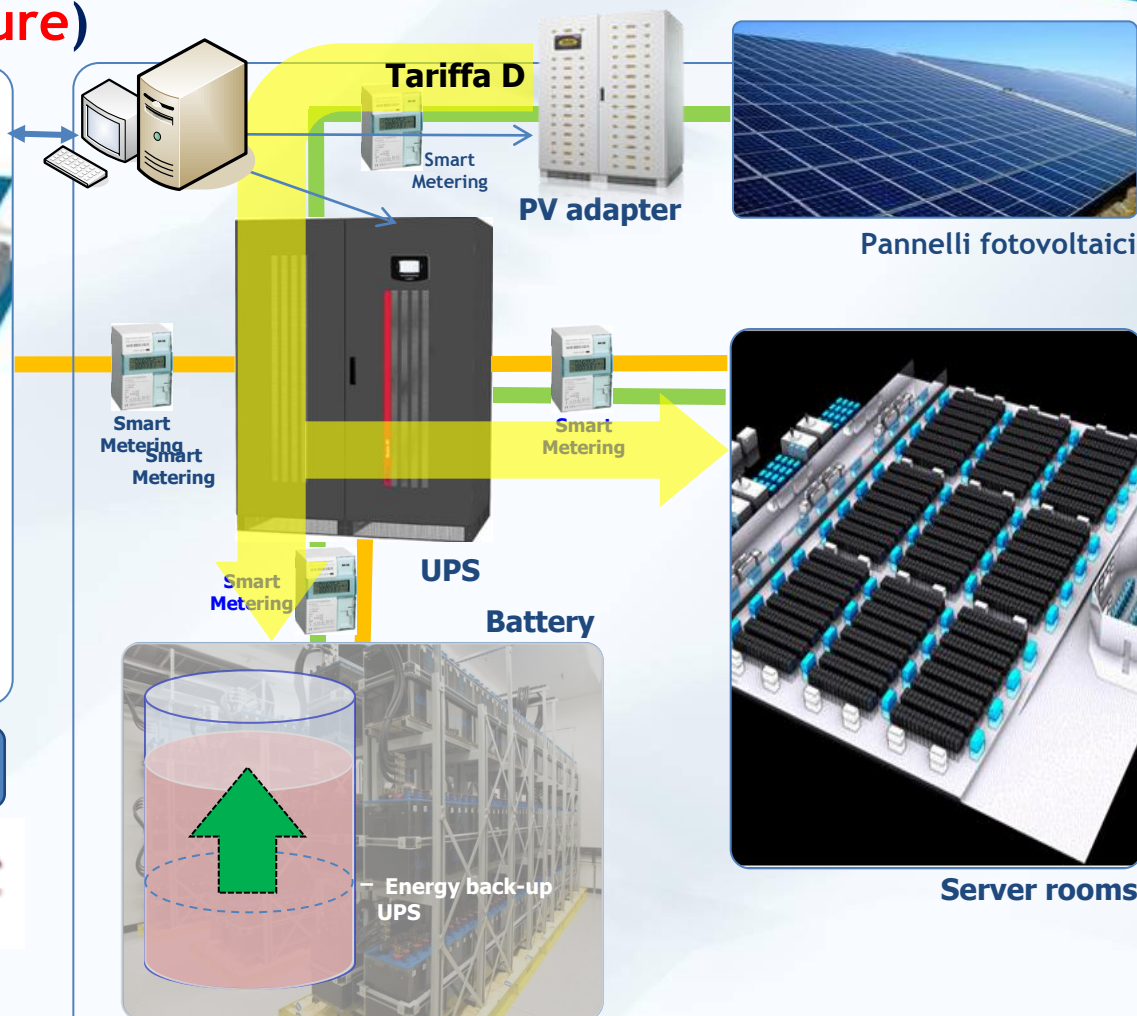 ure)
Tariffa D
Smart
Metering
PV adapter
Pannelli fotovoltaici
Smart
Metering
Smart
Metering
Smart
Metering
UPS
Smart
Metering
Battery
Energy back-up
UPS
Server rooms